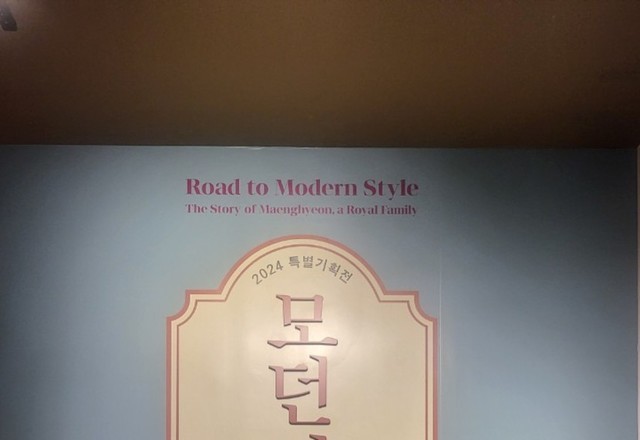 Road to Modern Style
The Story of Maenghyeon, a Royal Family
2024 특별기획전
모던